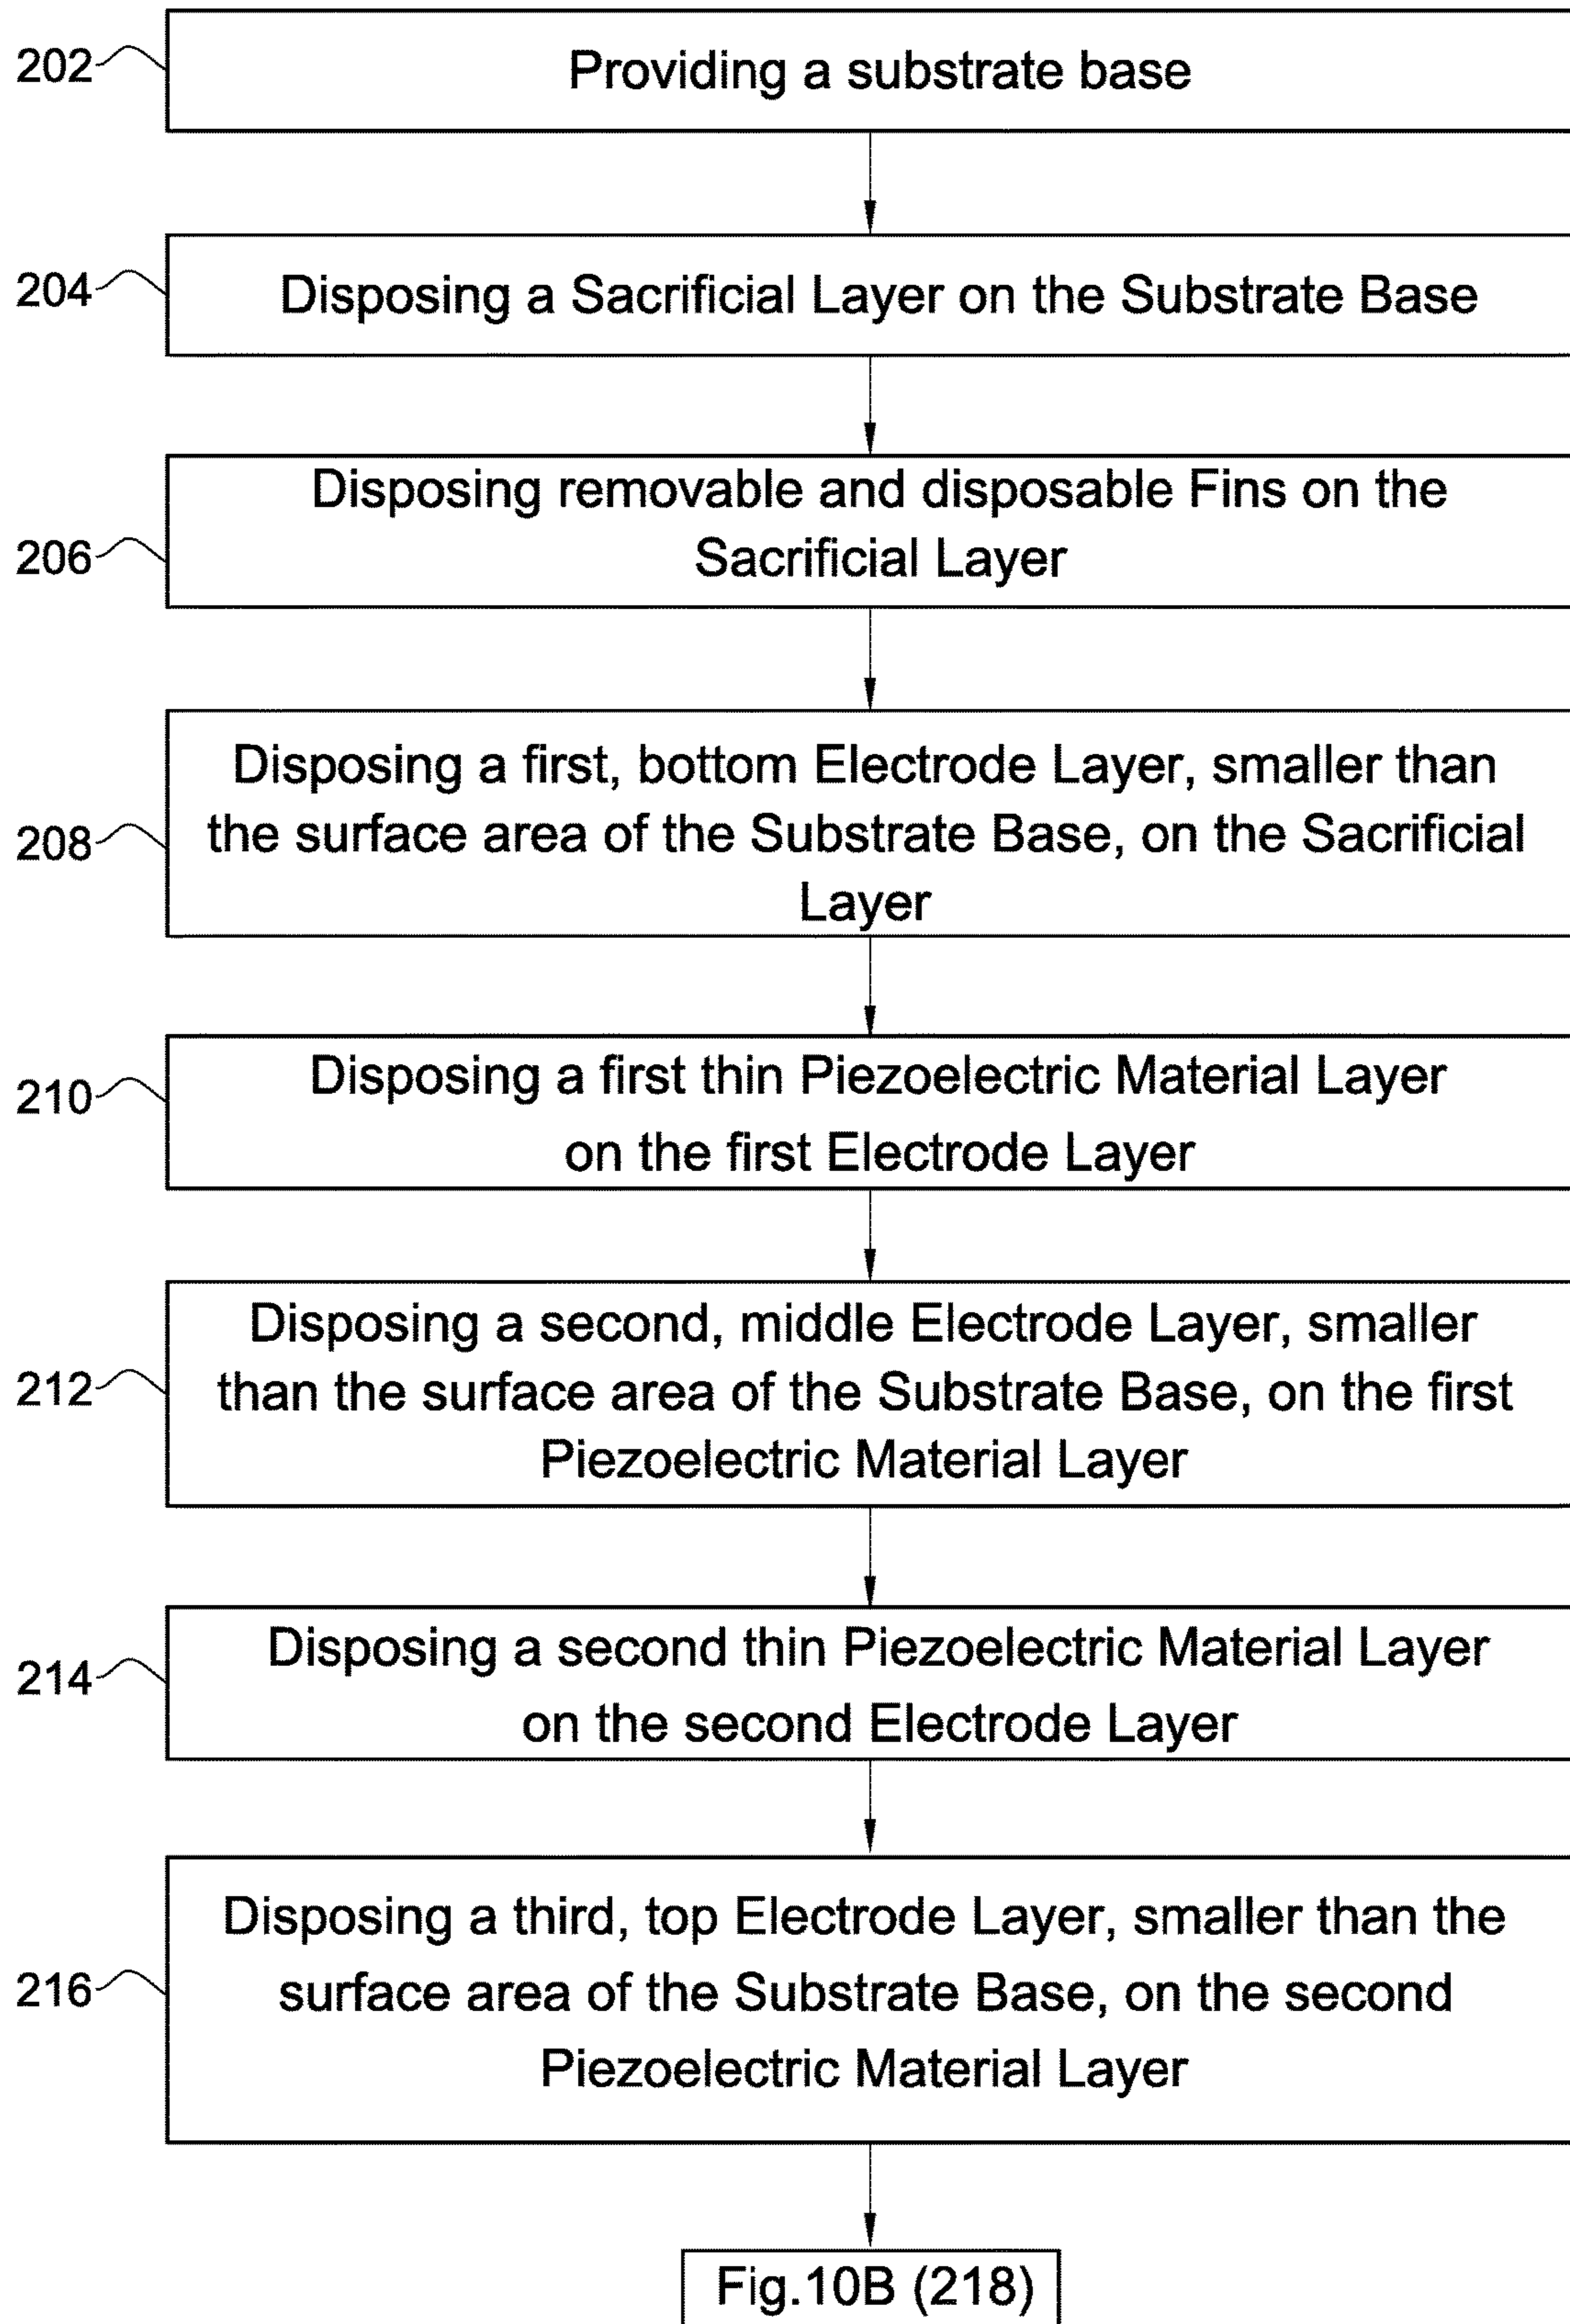 202
Providing a substrate base
204
Disposing a Sacrificial Layer on the Substrate Base
Disposing removable and disposable Fins on the
206
Sacrificial Layer
Disposing a first, bottom Electrode Layer, smaller than
208
the surface area of the Substrate Base, on the Sacrificial
Layer
Disposing a first thin Piezoelectric Material Layer
210
on the first Electrode Layer
Disposing a second, middle Electrode Layer, smaller
212
than the surface area of the Substrate Base, on the first
Piezoelectric Material Layer
Disposing a second thin Piezoelectric Material Layer
214
on the second Electrode Layer
Disposing a third, top Electrode Layer, smaller than the
216
surface area of the Substrate Base, on the second
Piezoelectric Material Layer
Fig.10B (218)